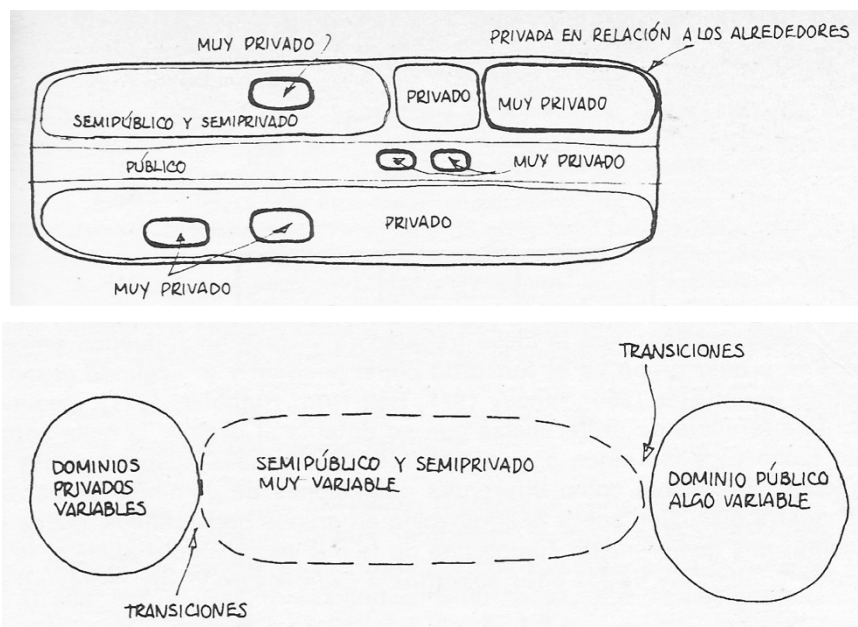 MUY PRIVADO
PRIVADA EN RELACIÓN A LOS ALREDEDORES
PRIVADO
MUY PRIVADO
SEMIPÚBLICO Y SEMIPRIVADO
PÚBLICO
MUY PRIVADO
PRIVADO
MUY PRIVADO
TRANSICIONES
DOMINIOS
PRIVADOS
VARIABLES
SEMIPÚBLICO Y SEMIPRIVADO
MUY VARIABLE
DOMINIO PÚBLICO
ALGO VARIABLE
TRANSICIONES